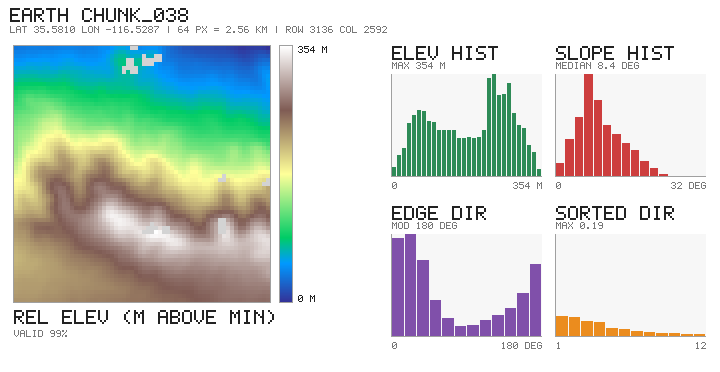 EARTH CHUNK_038
LAT 35.5810 LON -116.5287 | 64 PX = 2.56 KM | ROW 3136 COL 2592
354 M
0 M
REL ELEV (M ABOVE MIN)
VALID 99%
ELEV HIST
MAX 354 M
0 354 M
SLOPE HIST
MEDIAN 8.4 DEG
0 32 DEG
EDGE DIR
MOD 180 DEG
0 180 DEG
SORTED DIR
MAX 0.19
1 12